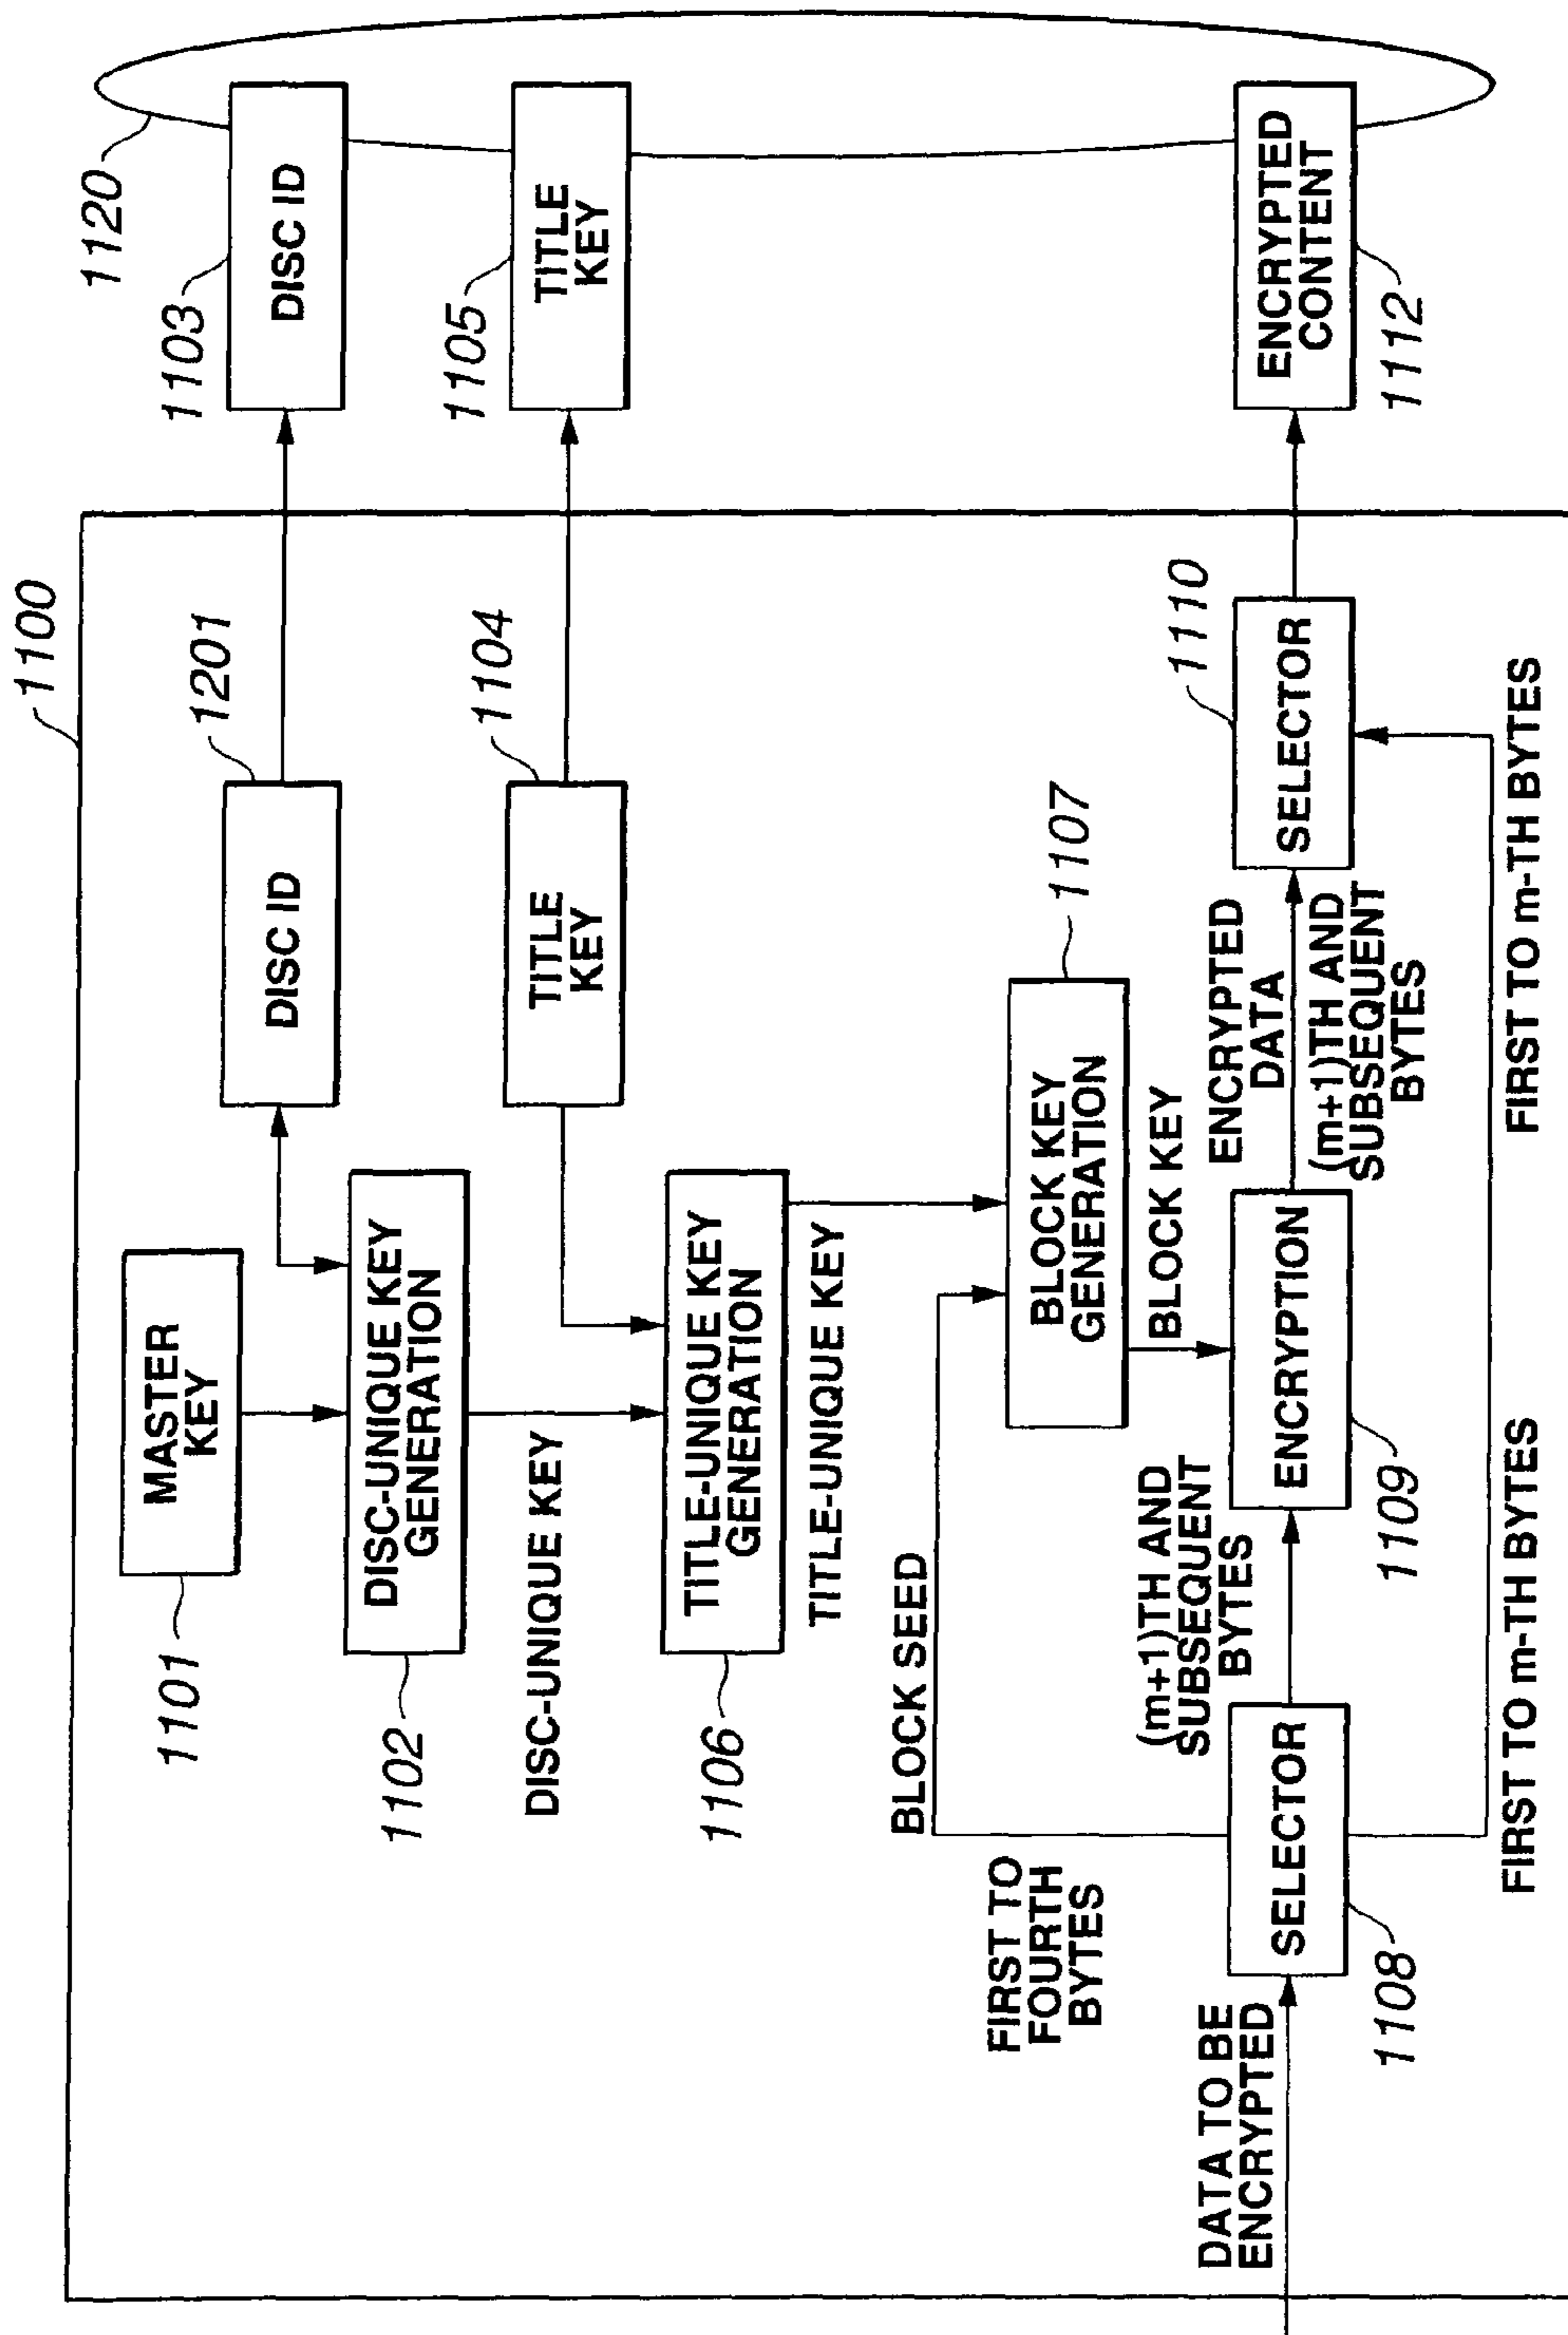 1100
1120
1101
MASTER
KEY
1201
DISC ID
1103
DISC ID
1102
DISC-UNIQUE KEY
GENERATION
DISC-UNIQUE KEY
1104
TITLE
KEY
1105
TITLE
KEY
1106
TITLE-UNIQUE KEY
GENERATION
TITLE-UNIQUE KEY
BLOCK SEED
FIRST TO
FOURTH
BYTES
1107
BLOCK KEY
GENERATION
BLOCK KEY
DATA TO BE
ENCRYPTED
1108
SELECTOR
(m+1)TH AND
SUBSEQUENT
BYTES
ENCRYPTION
1109
ENCRYPTED
DATA
(m+1)TH AND
SUBSEQUENT
BYTES
1110
SELECTOR
ENCRYPTED
CONTENT
1112
FIRST TO m-TH BYTES
FIRST TO m-TH BYTES